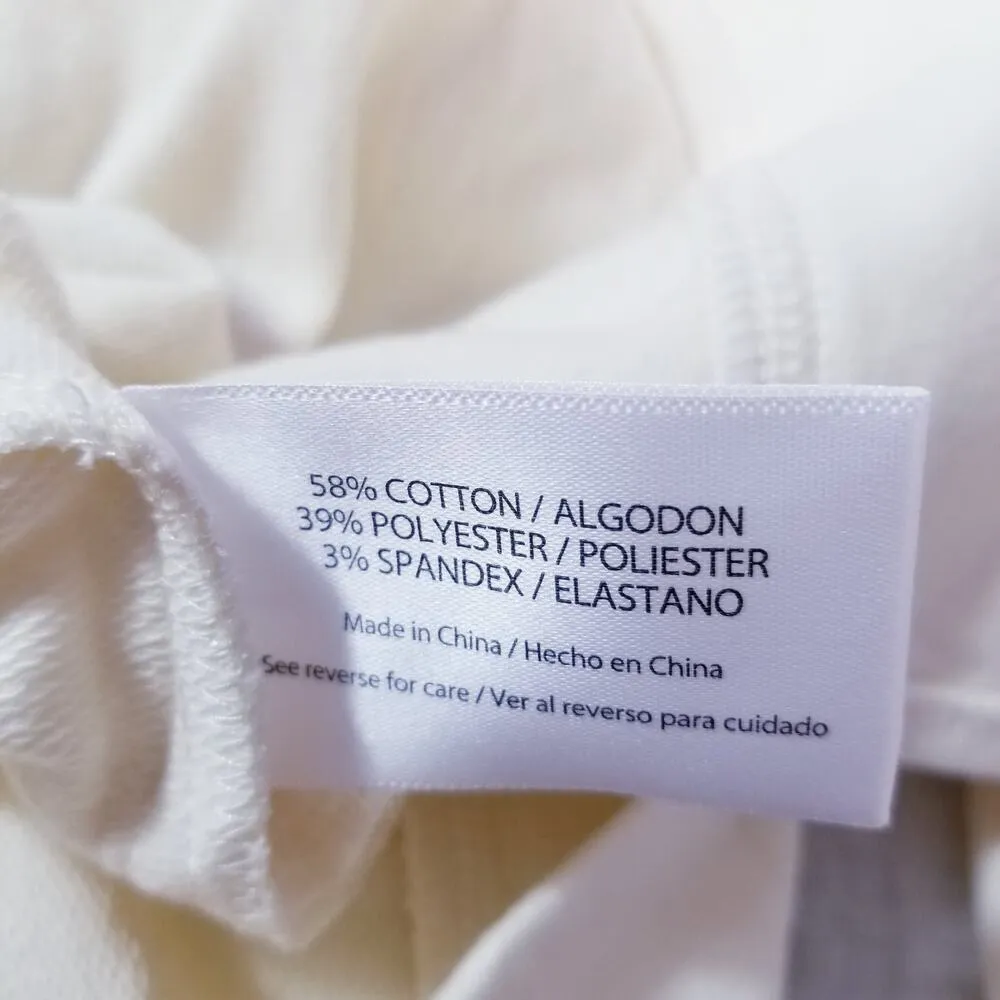 58% COTTON / ALGODON
39% POLYESTER / POLIESTER
3% SPANDEX / ELASTANO
Made in China / Hecho en China
See reverse for care / Ver al reverso para cuidado